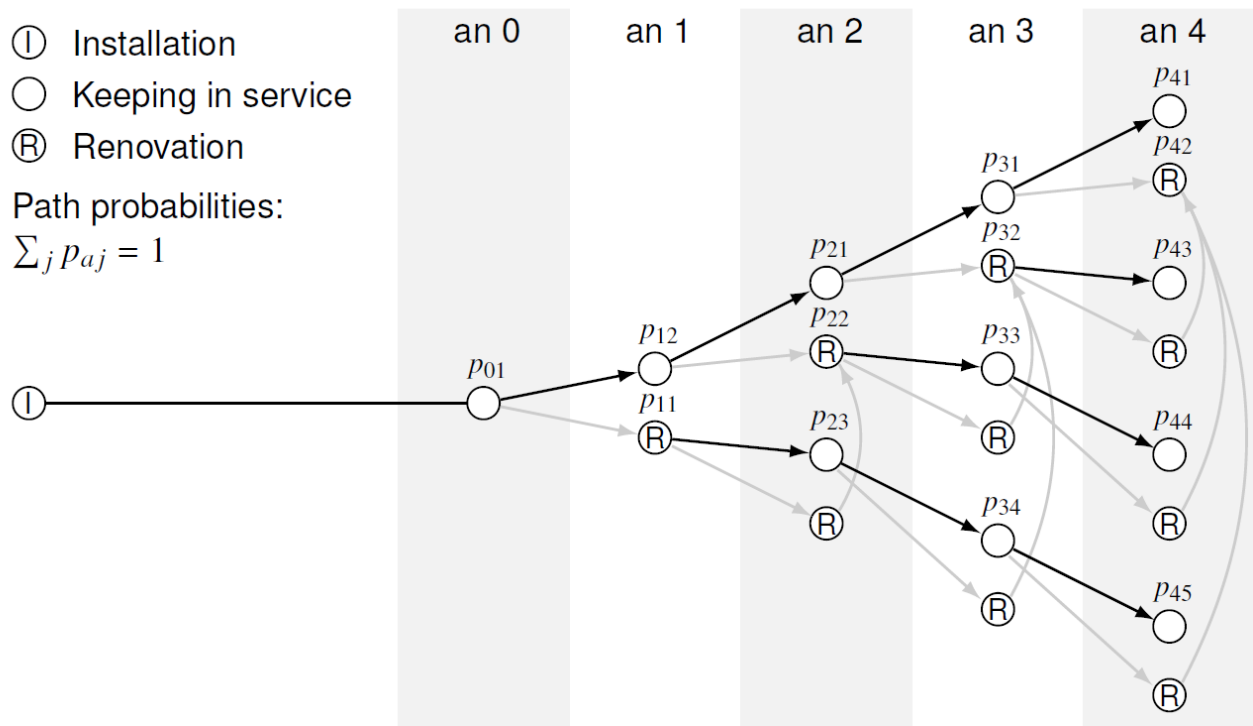 an 0 an 1 an 2 an 3 an 4
I Installation
Keeping in service
R Renovation
Path probabilities:
∑j paj = 1
p41
p42
R
p31
p32
R
p43
p21
p22
R
R
p33
p12
p01
I
p11
R
p23
R
p44
p34
R
R
p45
R
R